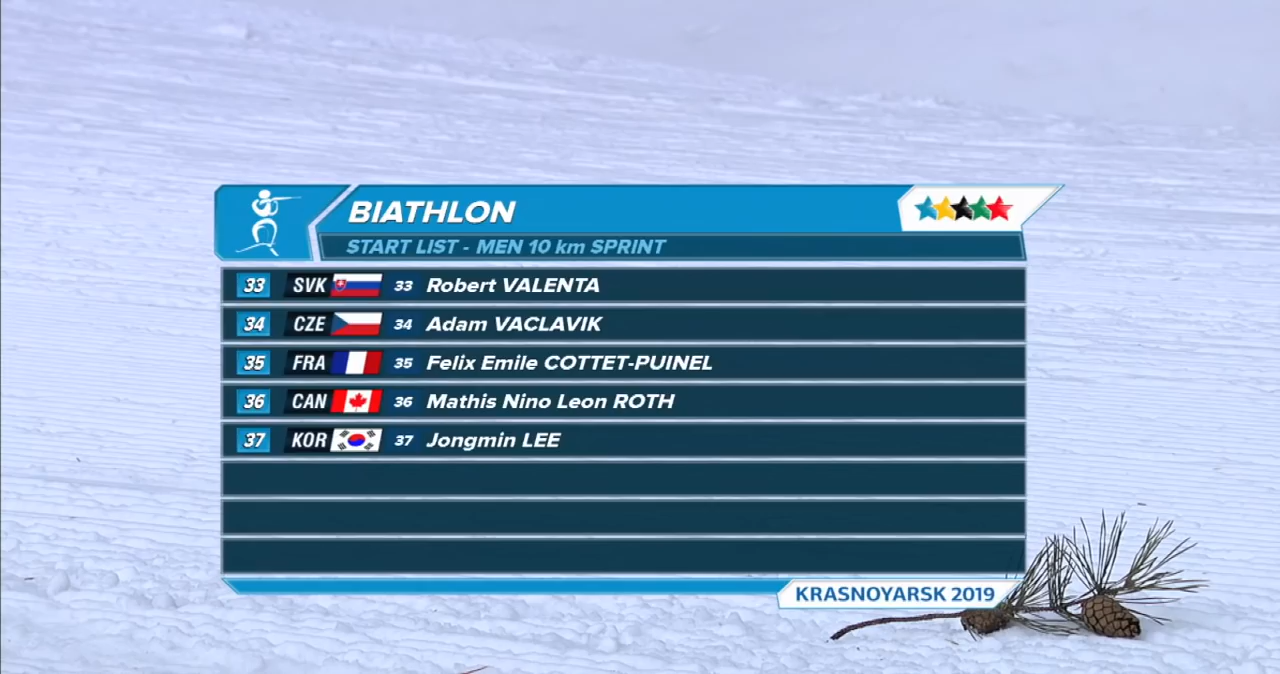 BIATHLON
START LIST - MEN 10 km SPRINT
33 SVK 33 Robert VALENTA
34 CZE 34 Adam VACLAVIK
35 FRA 35 Felix Emile COTTET-PUINEL
36 CAN 36 Mathis Nino Leon ROTH
37 KOR 37 Jongmin LEE
KRASNOYARSK 2019